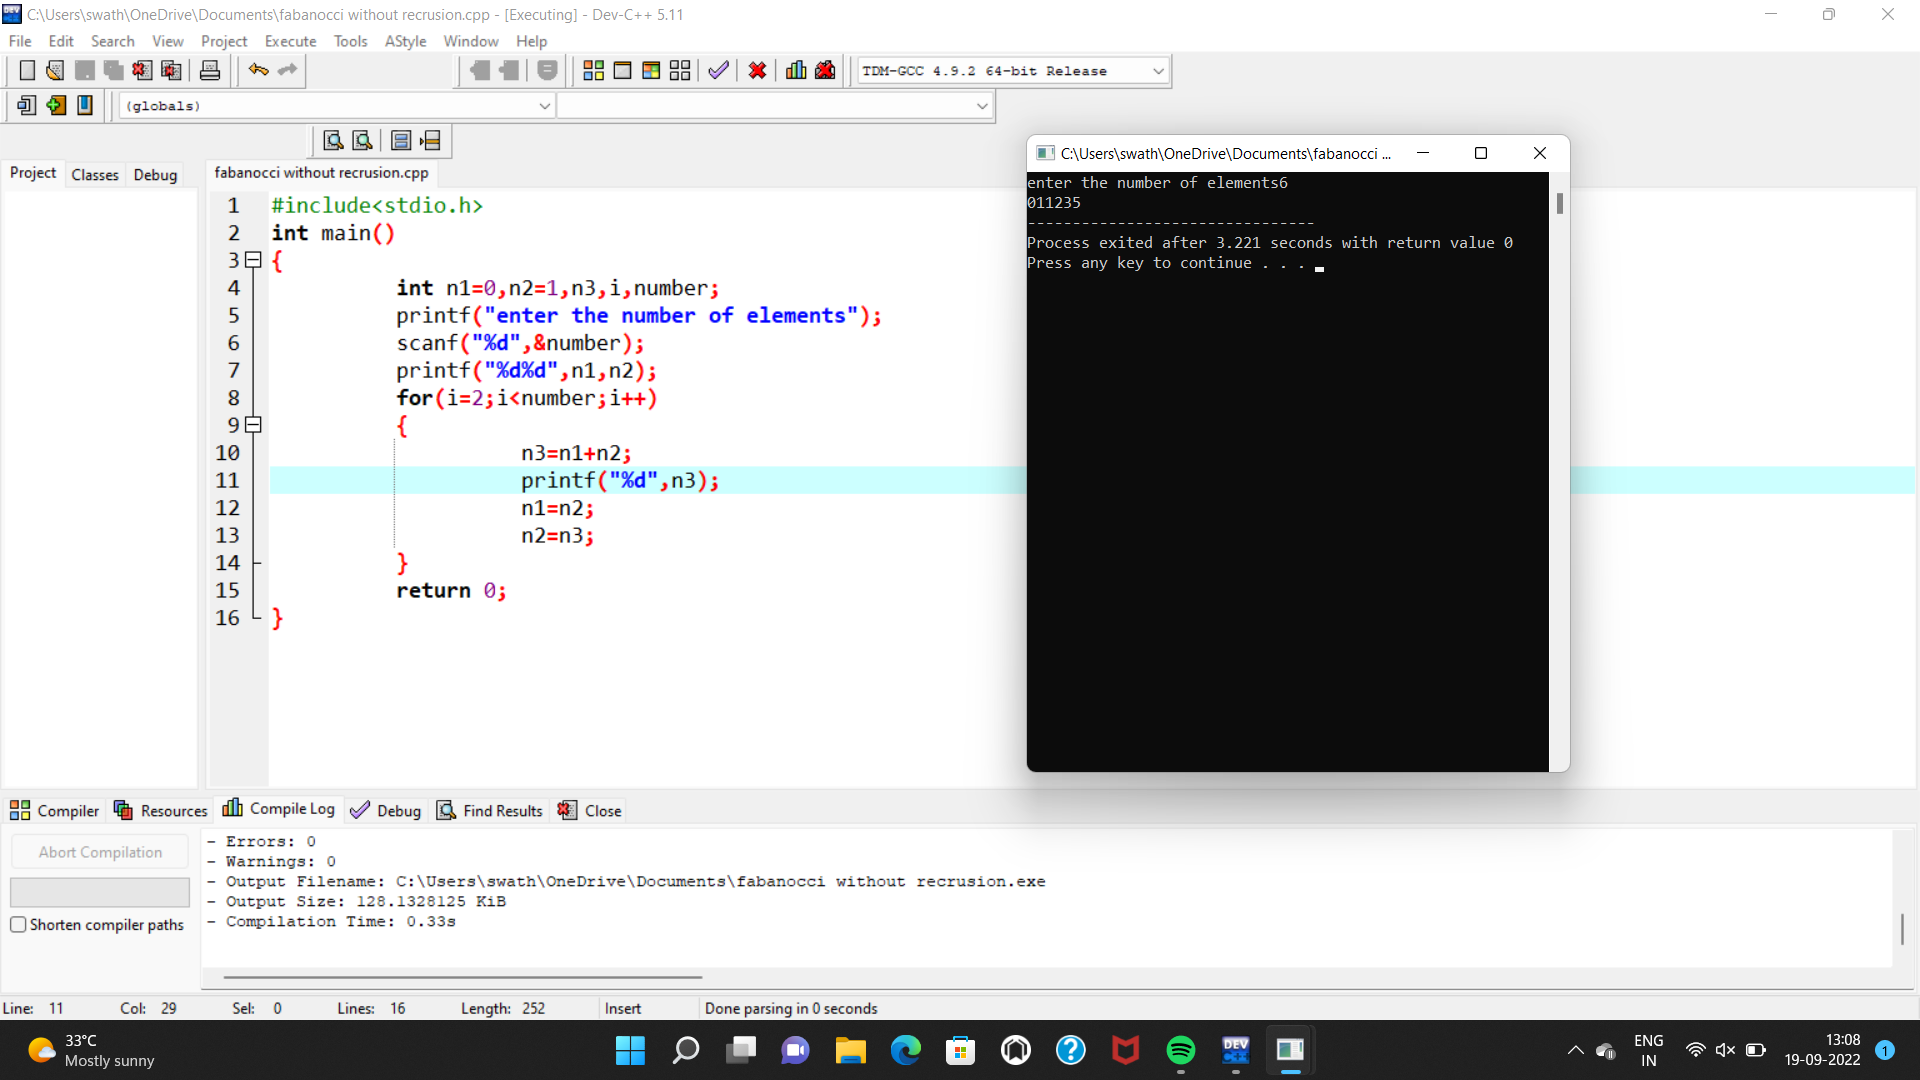 C:\Users\swath\OneDrive\Documents\fabanocci without recrusion.cpp - [Executing] - Dev-C++ 5.11
File Edit Search View Project Execute Tools AStyle Window Help
TDM-GCC 4.9.2 64-bit Release
(globals)
Project Classes Debug
fabanocci without recrusion.cpp
1 #include<stdio.h>
2 int main()
3 {
4 int n1=0,n2=1,n3,i,number;
5 printf("enter the number of elements");
6 scanf("%d",&number);
7 printf("%d%d",n1,n2);
8 for(i=2;i<number;i++)
9 {
10 n3=n1+n2;
11 printf("%d",n3);
12 n1=n2;
13 n2=n3;
14 }
15 return 0;
16 }
C:\Users\swath\OneDrive\Documents\fabanocci ...
enter the number of elements6
011235
--------------------------------
Process exited after 3.221 seconds with return value 0
Press any key to continue . . .
Compiler Resources Compile Log Debug Find Results Close
Abort Compilation
Shorten compiler paths
- Errors: 0
- Warnings: 0
- Output Filename: C:\Users\swath\OneDrive\Documents\fabanocci without recrusion.exe
- Output Size: 128.1328125 KiB
- Compilation Time: 0.33s
Line: 11 Col: 29 Sel: 0 Lines: 16 Length: 252 Insert Done parsing in 0 seconds
33°C
Mostly sunny
DEV
C++
ENG
IN
13:08
19-09-2022
1